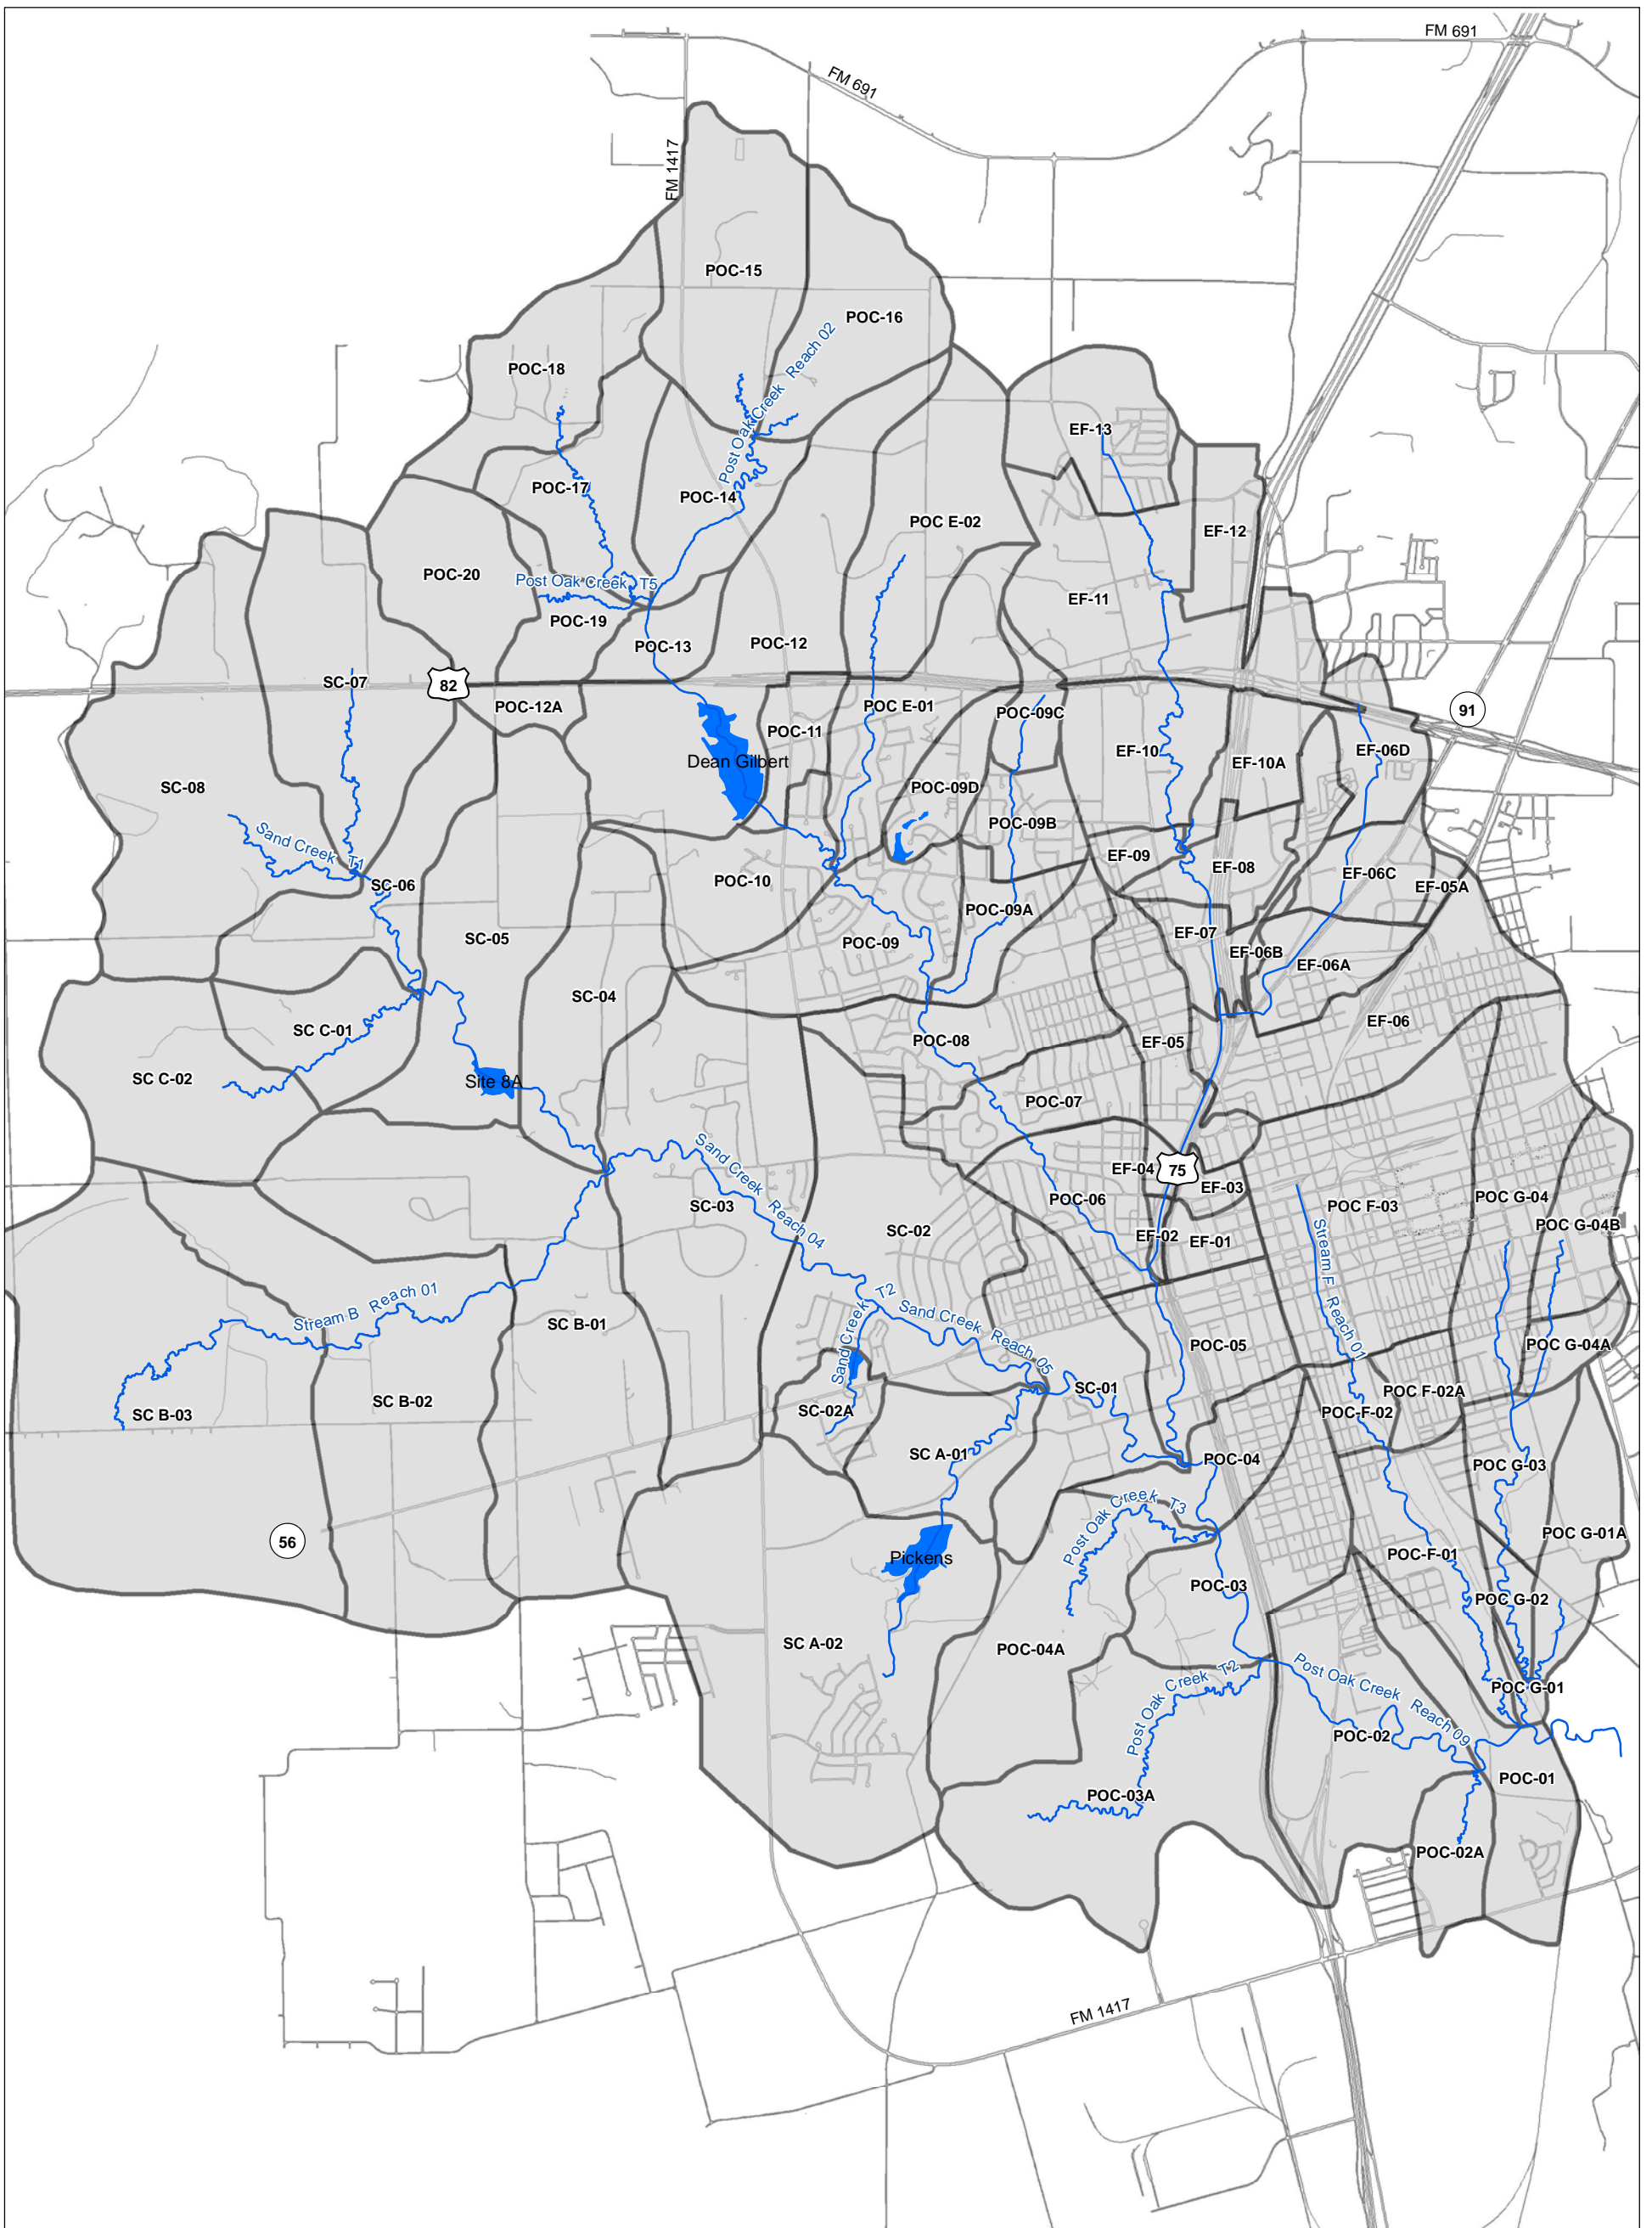 FM 691
FM 691
FM 1417
POC-15
POC-16
Post Oak Creek Reach 02
POC-18
EF-13
POC-17
POC-14
POC E-02
EF-12
POC-20
Post Oak Creek T5
EF-11
POC-19
POC-13
POC-12
SC-07
82
POC-12A
POC E-01
POC-09C
91
POC-11
EF-10
EF-06D
Dean Gilbert
EF-10A
SC-08
POC-09D
POC-09B
Sand Creek T1
EF-09
EF-08
EF-06C
SC-06
POC-10
EF-05A
POC-09A
SC-05
POC-09
EF-07
EF-06B
EF-06A
SC-04
EF-06
SC C-01
POC-08
EF-05
SC C-02
Site 8A
POC-07
Sand Creek Reach 04
EF-04
75
EF-03
SC-03
POC-06
POC F-03
POC G-04
SC-02
EF-02
EF-01
POC G-04B
Stream F Reach 01
Stream B Reach 01
Sand Creek T2
Sand Creek Reach 05
SC B-01
POC-05
POC G-04A
SC B-02
SC-01
POC F-02A
SC B-03
SC-02A
POC-F-02
SC A-01
POC-04
POC G-03
Post Oak Creek T3
56
POC G-01A
Pickens
POC-F-01
POC-03
POC G-02
SC A-02
POC-04A
Post Oak Creek T2
Post Oak Creek Reach 09
POC G-01
POC-02
POC-01
POC-03A
POC-02A
FM 1417